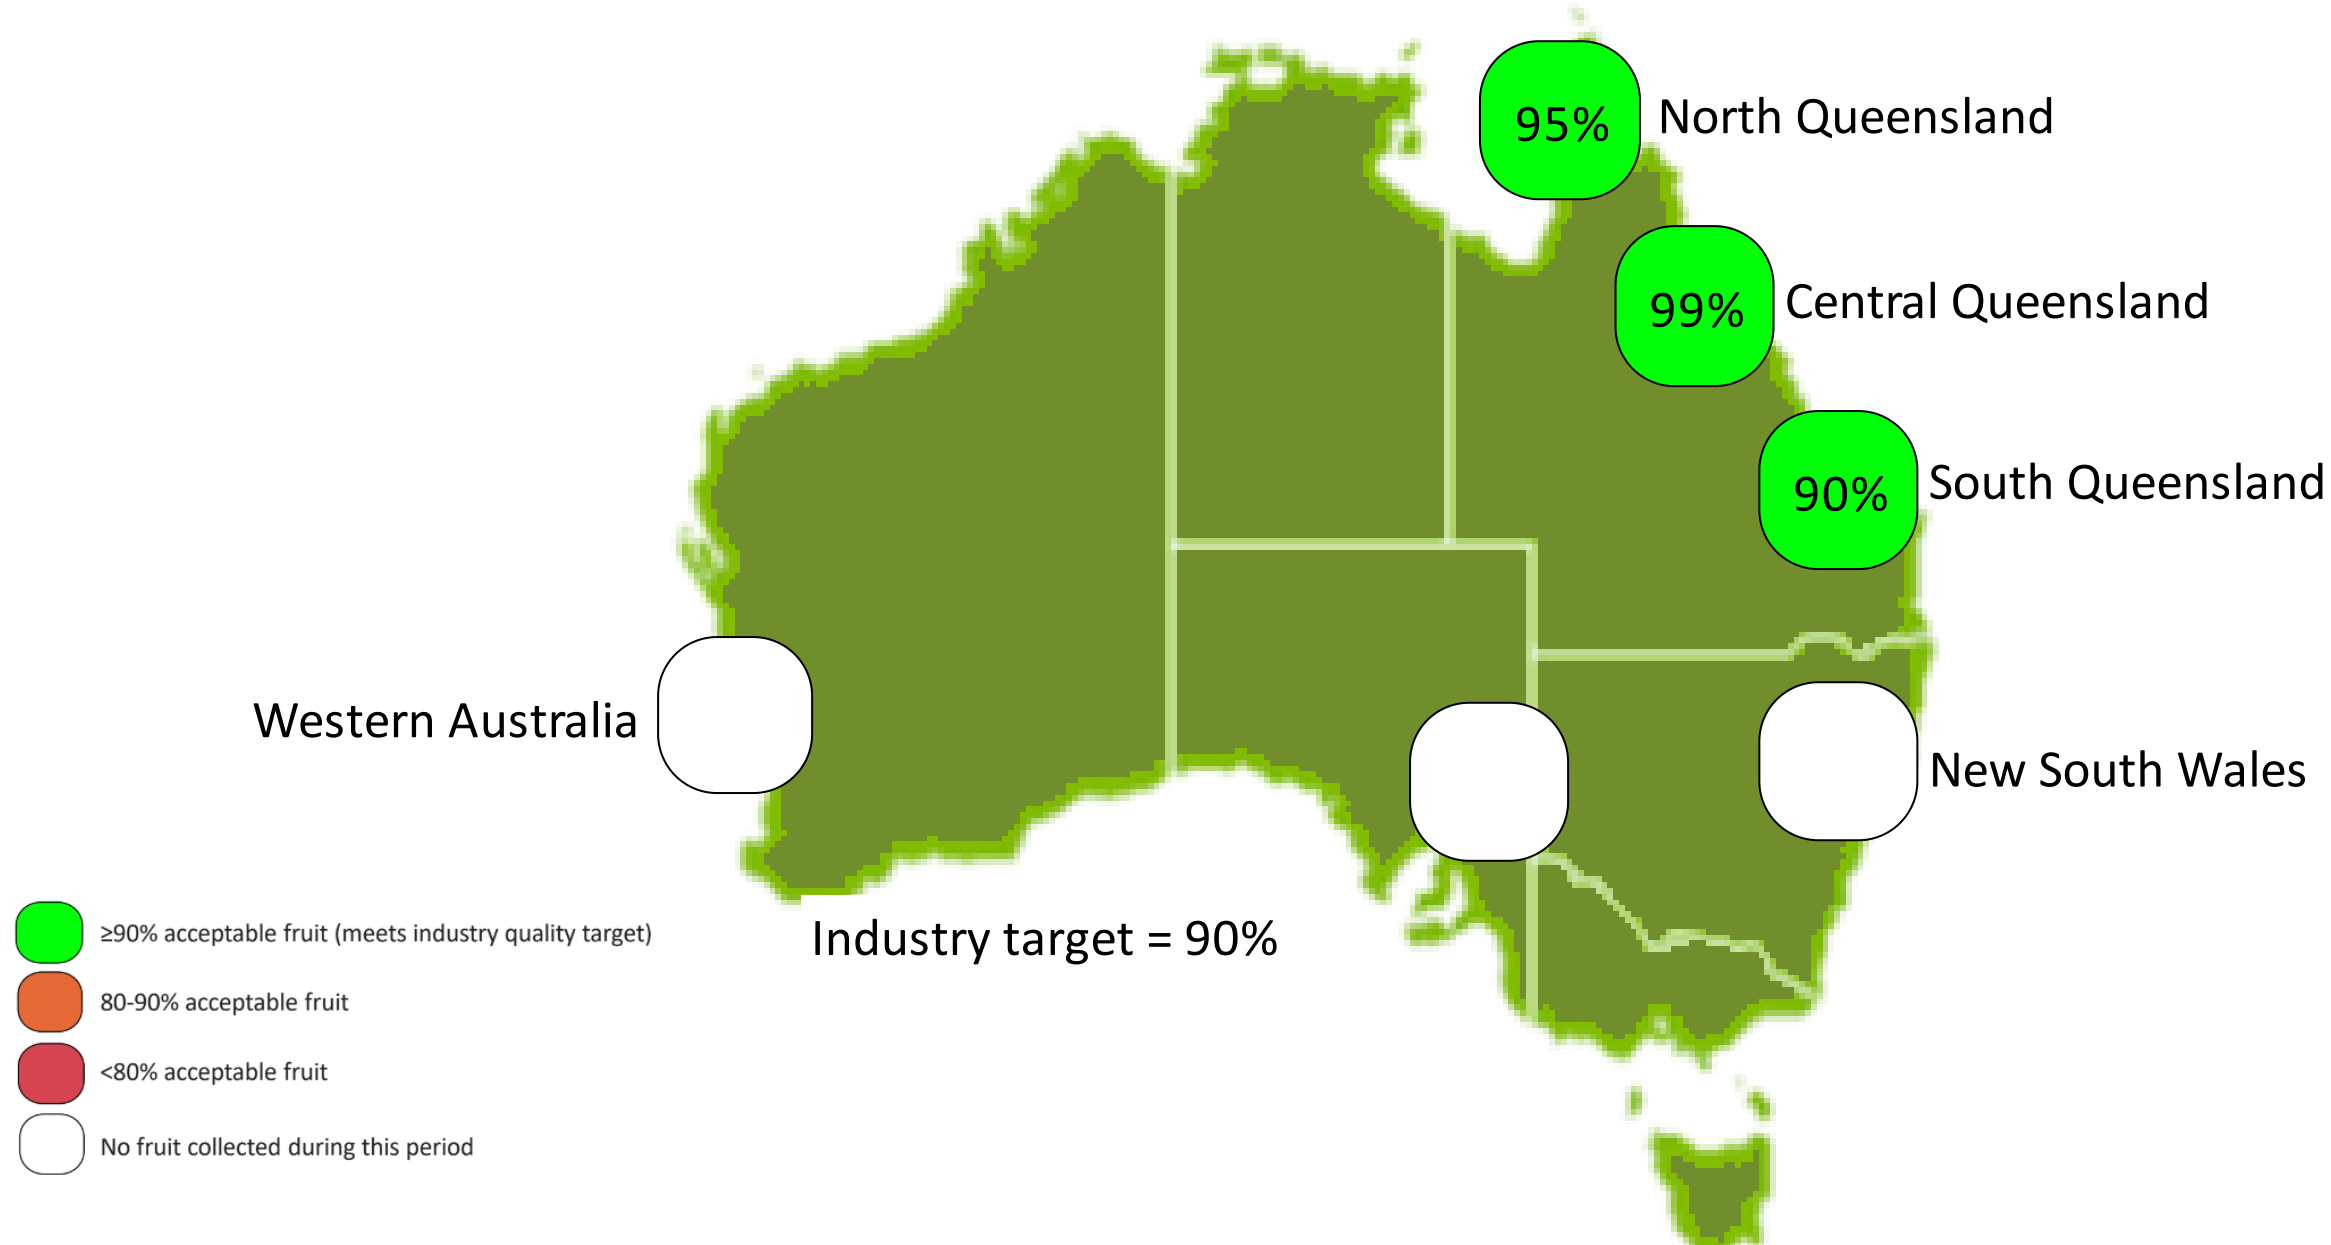 95%
North Queensland
99%
Central Queensland
90%
South Queensland
Western Australia
New South Wales
Industry target = 90%
≥90% acceptable fruit (meets industry quality target)
80-90% acceptable fruit
<80% acceptable fruit
No fruit collected during this period